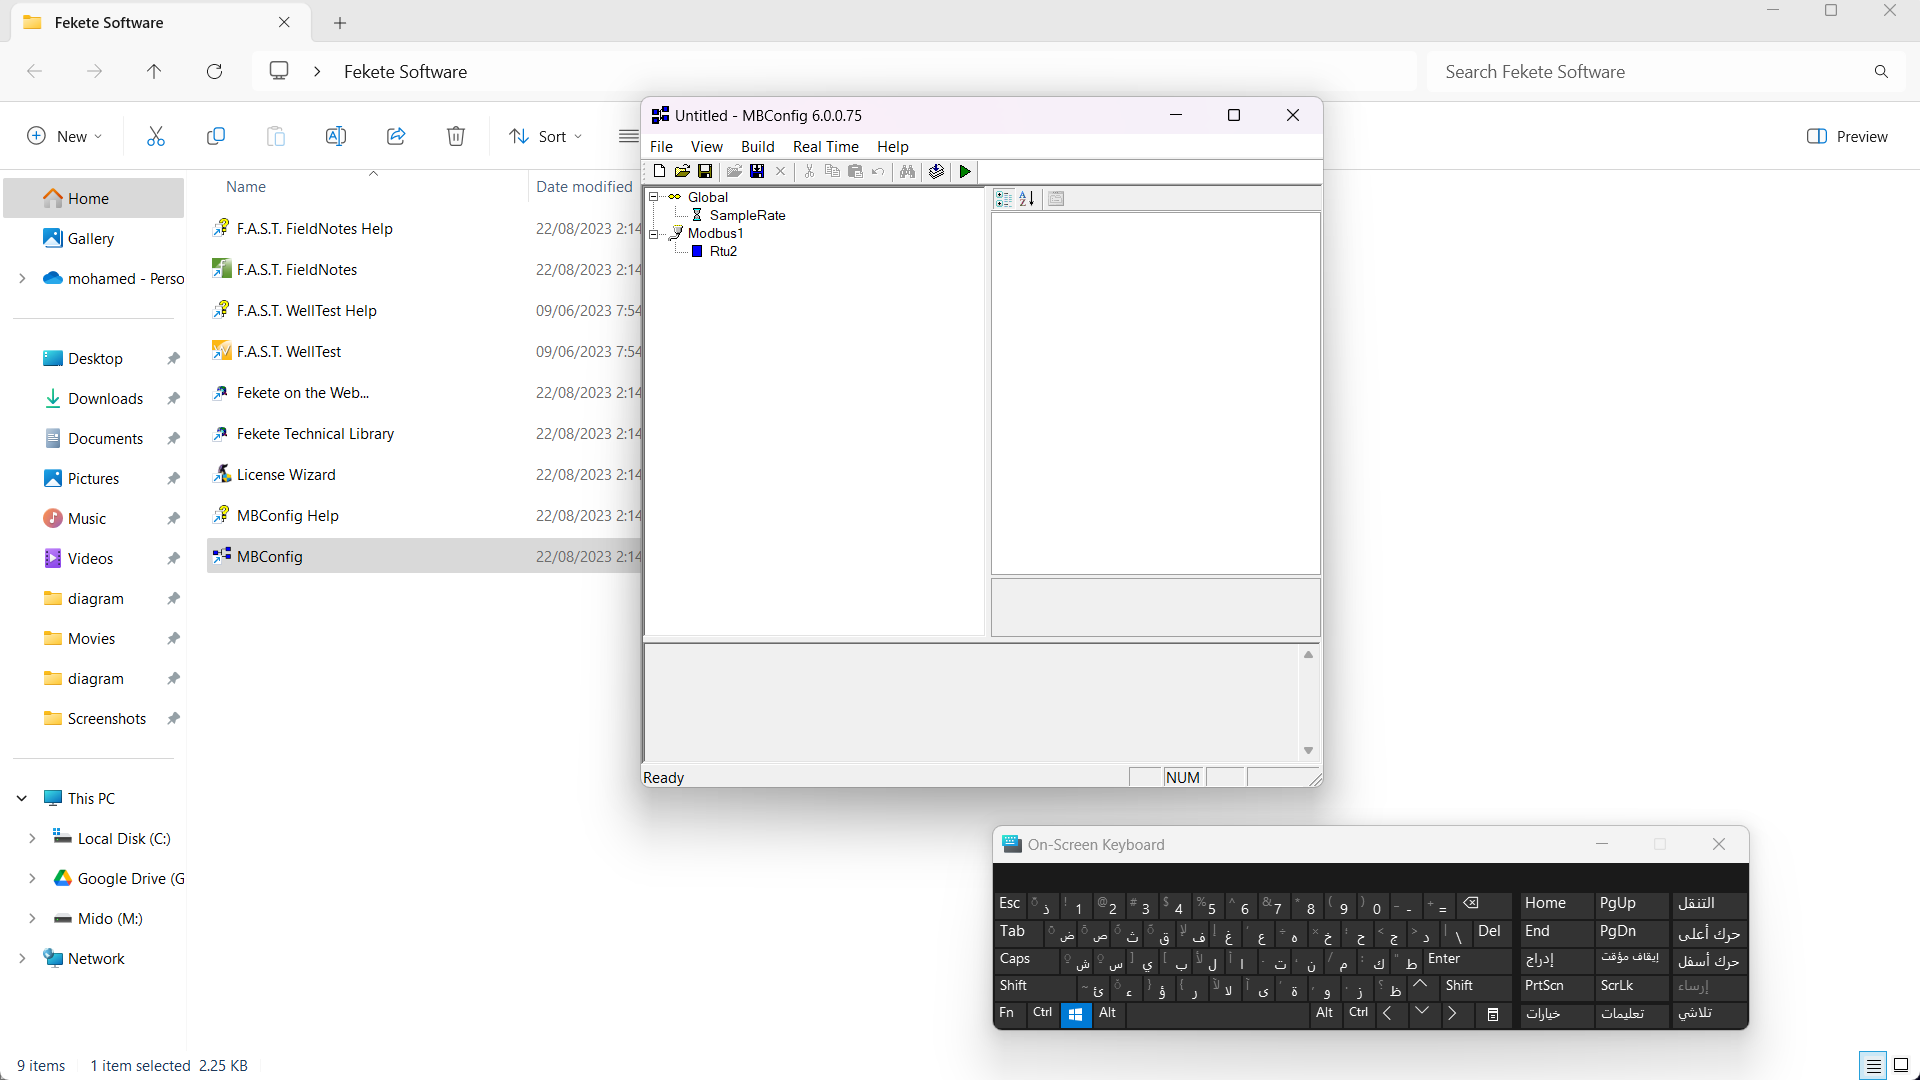 Fekete Software
Fekete Software
Search Fekete Software
New
Sort
Preview
Name
Date modified
Home
Gallery
mohamed - Perso
Desktop
Downloads
Documents
Pictures
Music
Videos
diagram
Movies
diagram
Screenshots
This PC
Local Disk (C:)
Google Drive (G
Mido (M:)
Network
F.A.S.T. FieldNotes Help 22/08/2023 2:14
F.A.S.T. FieldNotes 22/08/2023 2:14
F.A.S.T. WellTest Help 09/06/2023 7:54
F.A.S.T. WellTest 09/06/2023 7:54
Fekete on the Web... 22/08/2023 2:14
Fekete Technical Library 22/08/2023 2:14
License Wizard 22/08/2023 2:14
MBConfig Help 22/08/2023 2:14
MBConfig 22/08/2023 2:14
Untitled - MBConfig 6.0.0.75
File View Build Real Time Help
Global
SampleRate
Modbus1
Rtu2
Ready
NUM
On-Screen Keyboard
Esc ذ ! 1 @ 2 # 3 $ 4 % 5 ^ 6 & 7 * 8 ( 9 ) 0 _ - + = Home PgUp التنقل
Tab ض ص ث ق ف غ ع ه خ ح ج د | \ Del End PgDn حرك أعلى
Caps ش س ي ب ل ا ت ن م ك ط Enter إدراج إيقاف مؤقت حرك أسفل
Shift ئ ء ؤ ر لا ى ة و ز ظ Shift PrtScn ScrLk إرساء
Fn Ctrl Alt Alt Ctrl خيارات تعليمات تلاشي
9 items 1 item selected 2.25 KB